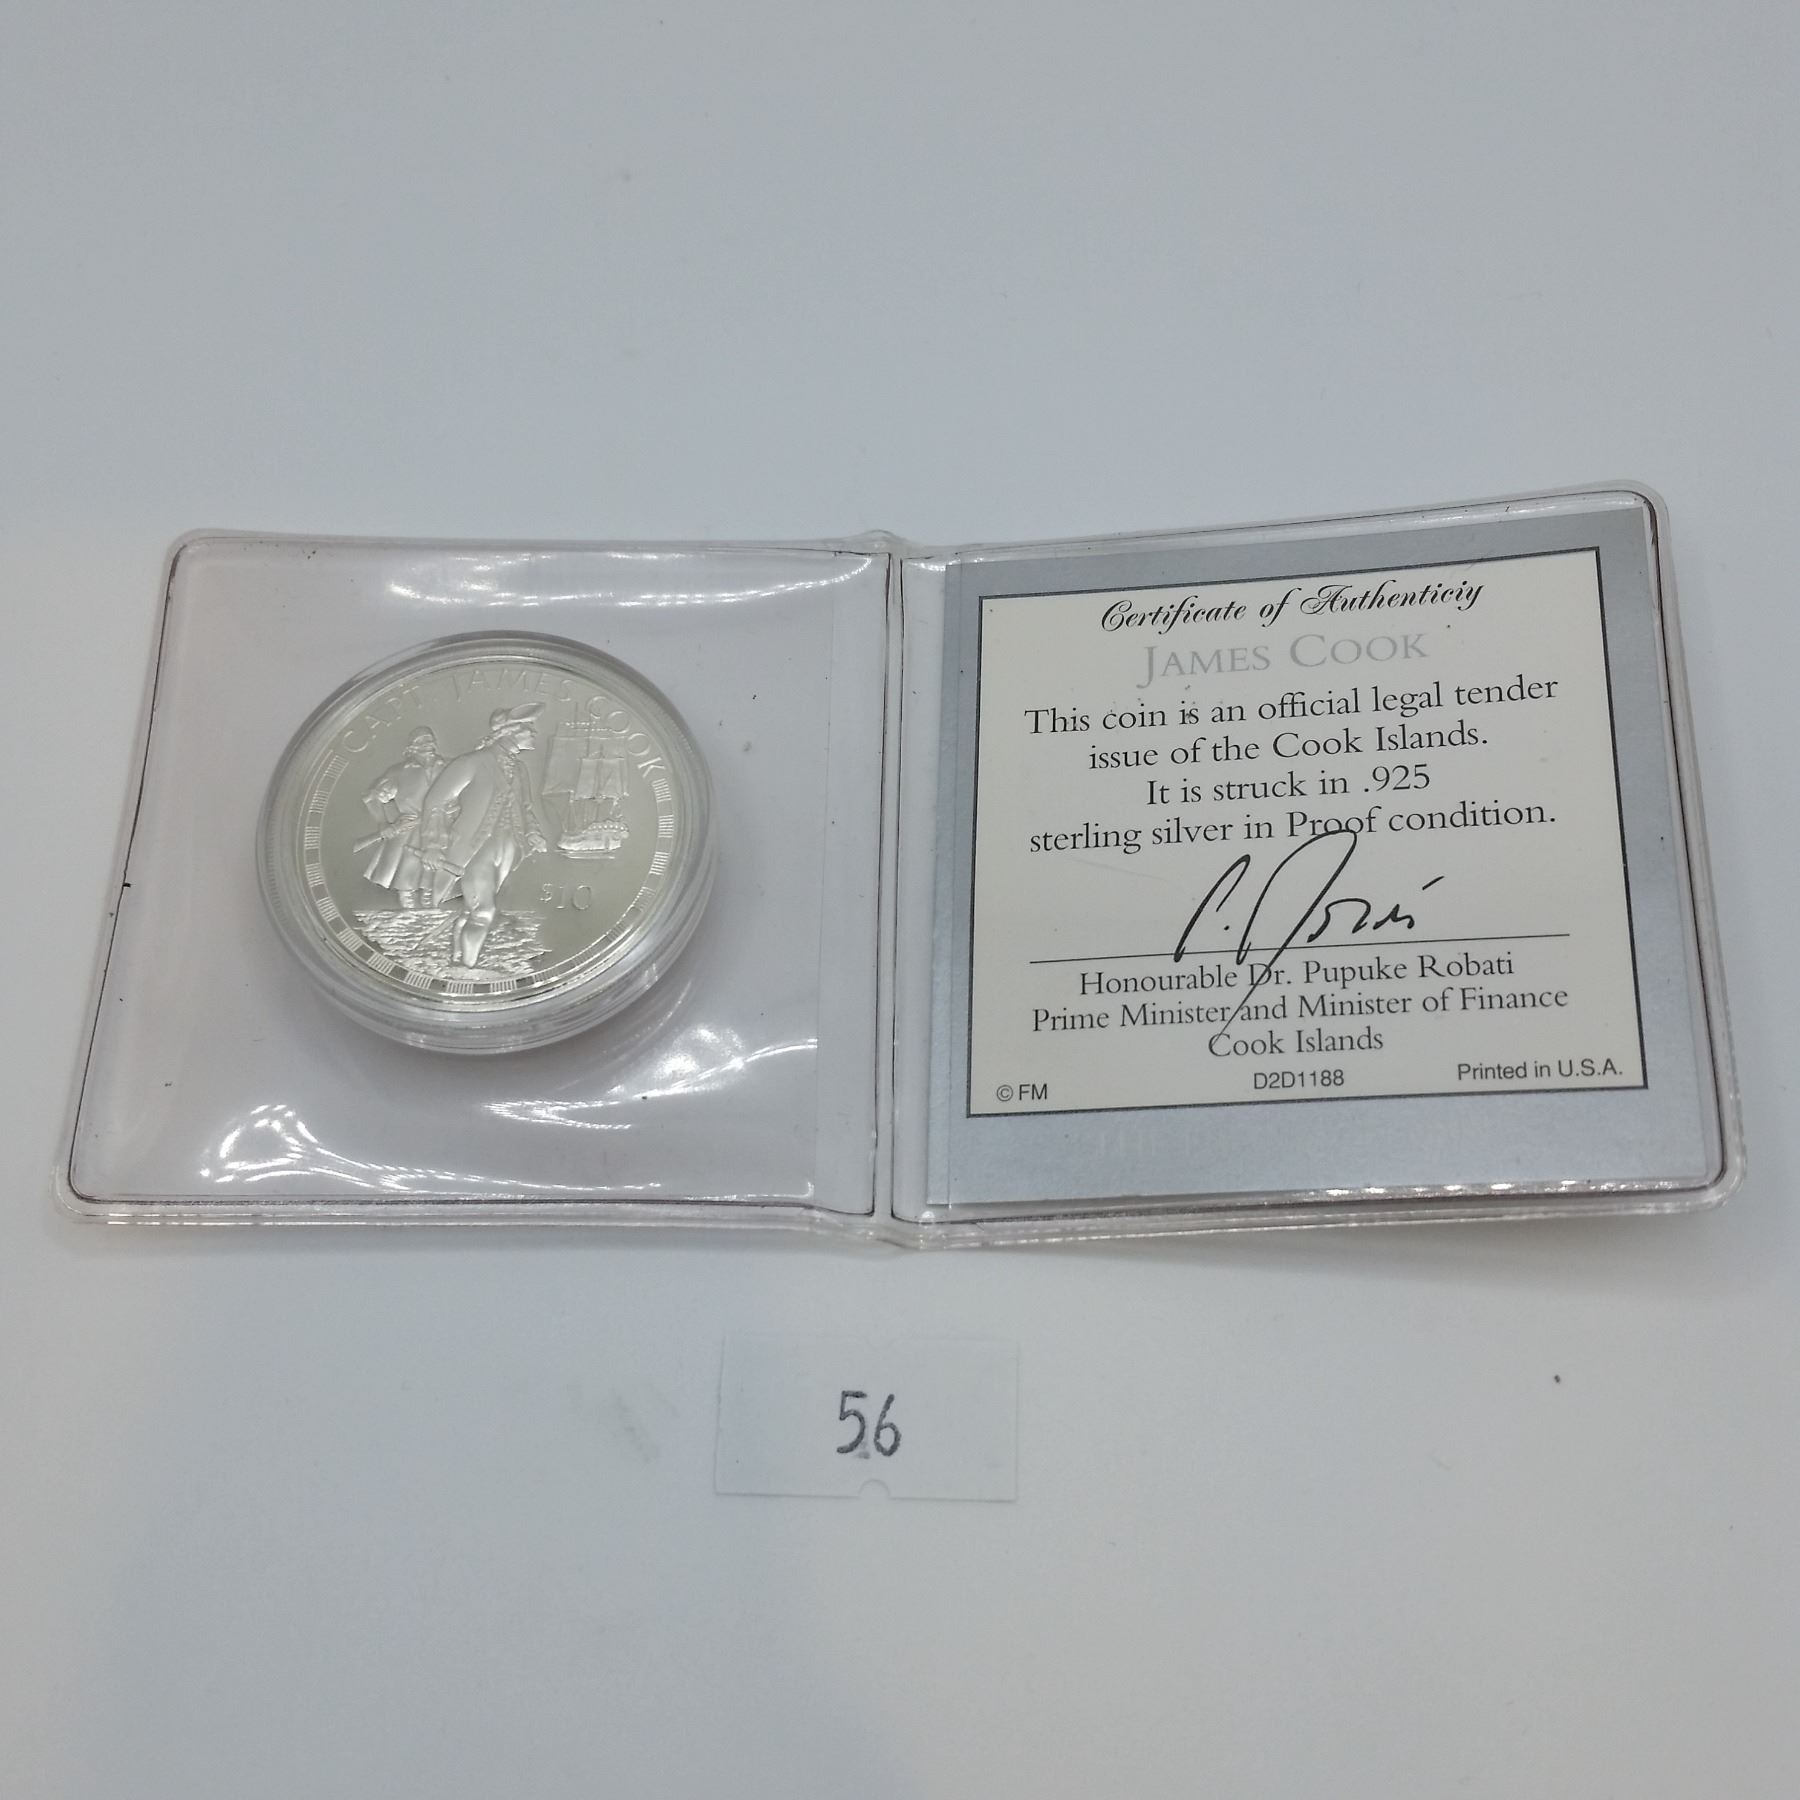 CAPT. JAMES COOK
$10
Certificate of Authenticiy
JAMES COOK
This coin is an official legal tender
issue of the Cook Islands.
It is struck in .925
sterling silver in Proof condition.
P. Robati
Honourable Dr. Pupuke Robati
Prime Minister and Minister of Finance
Cook Islands
© FM
D2D1188
Printed in U.S.A.
56